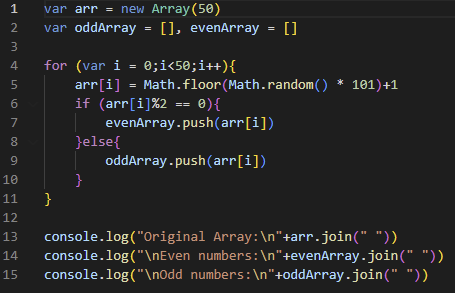 1 var arr = new Array(50)
2 var oddArray = [], evenArray = []
3
4 for (var i = 0;i<50;i++){
5     arr[i] = Math.floor(Math.random() * 101)+1
6     if (arr[i]%2 == 0){
7         evenArray.push(arr[i])
8     }else{
9         oddArray.push(arr[i])
10     }
11 }
12
13 console.log("Original Array:\n"+arr.join(" "))
14 console.log("\nEven numbers:\n"+evenArray.join(" "))
15 console.log("\nOdd numbers:\n"+oddArray.join(" "))